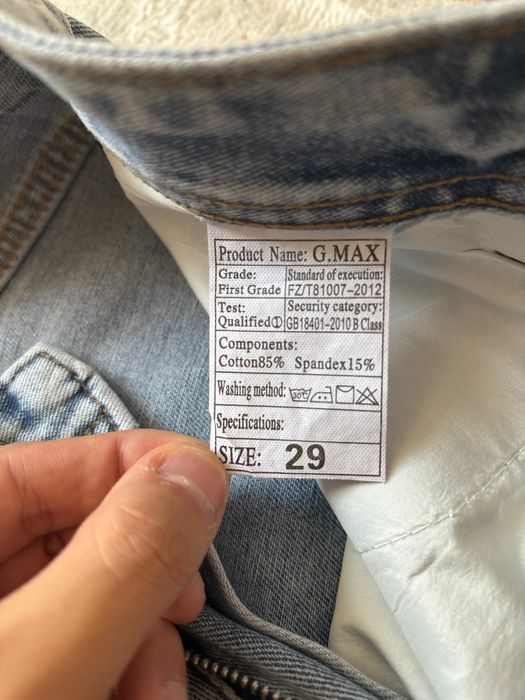 Product Name: G.MAX
Grade:
First Grade
Standard of execution:
FZ/T81007-2012
Test:
Qualified①
Security category:
GB18401-2010 B Class
Components:
Cotton85% Spandex15%
Washing method: 30°C
Specifications:
SIZE: 29